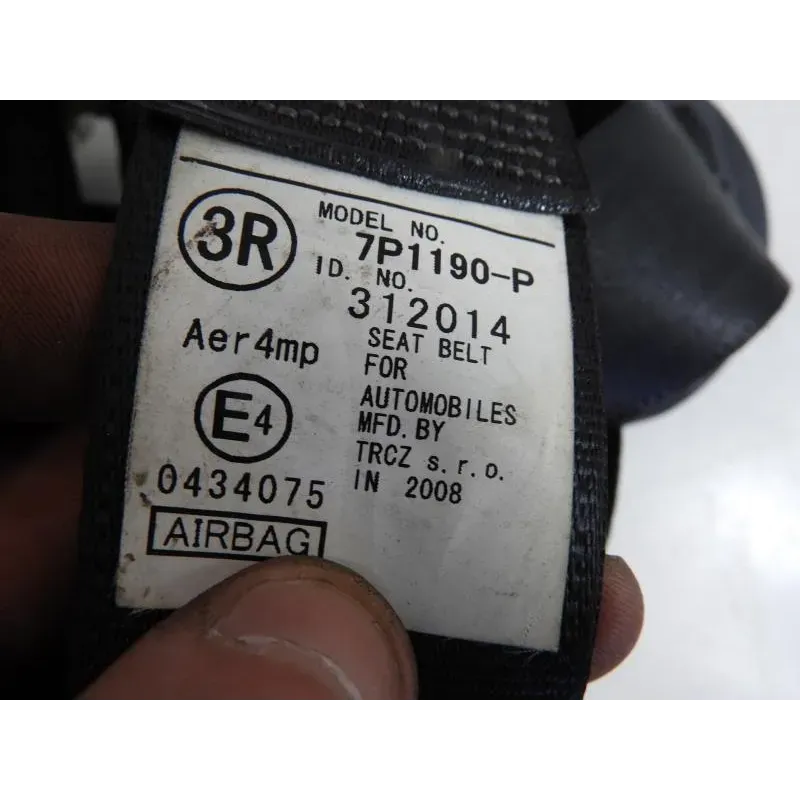 3R
MODEL NO.
7P1190-P
ID. NO.
312014
Aer4mp
SEAT BELT
FOR
AUTOMOBILES
MFD. BY
TRCZ s.r.o.
IN 2008
E4
0434075
AIRBAG